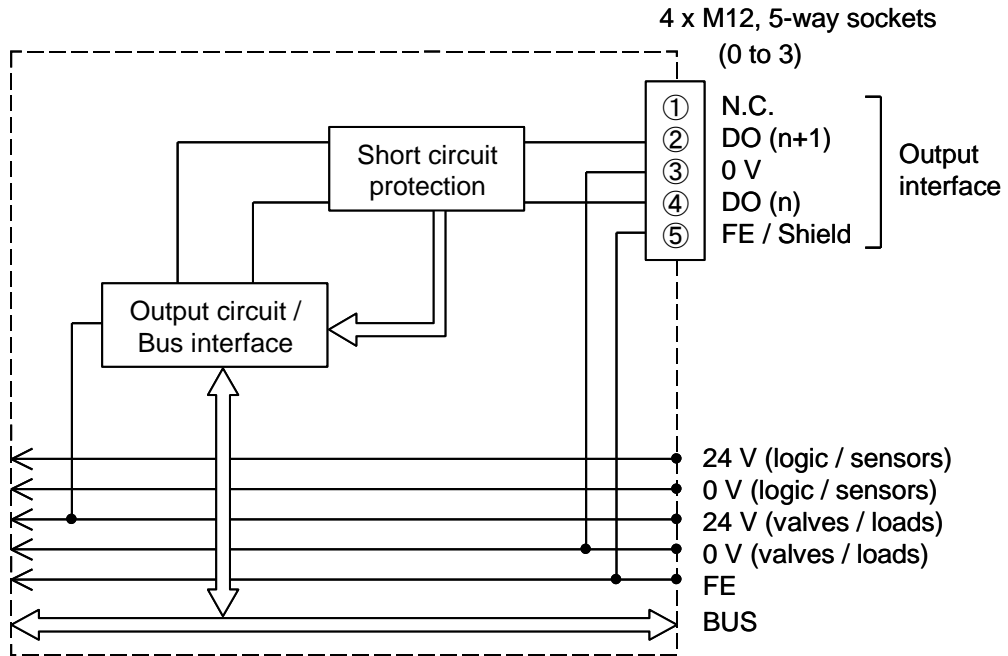 4 x M12, 5-way sockets
(0 to 3)
① N.C.
② DO (n+1)
③ 0 V
④ DO (n)
⑤ FE / Shield
Output
interface
Short circuit
protection
Output circuit /
Bus interface
24 V (logic / sensors)
0 V (logic / sensors)
24 V (valves / loads)
0 V (valves / loads)
FE
BUS